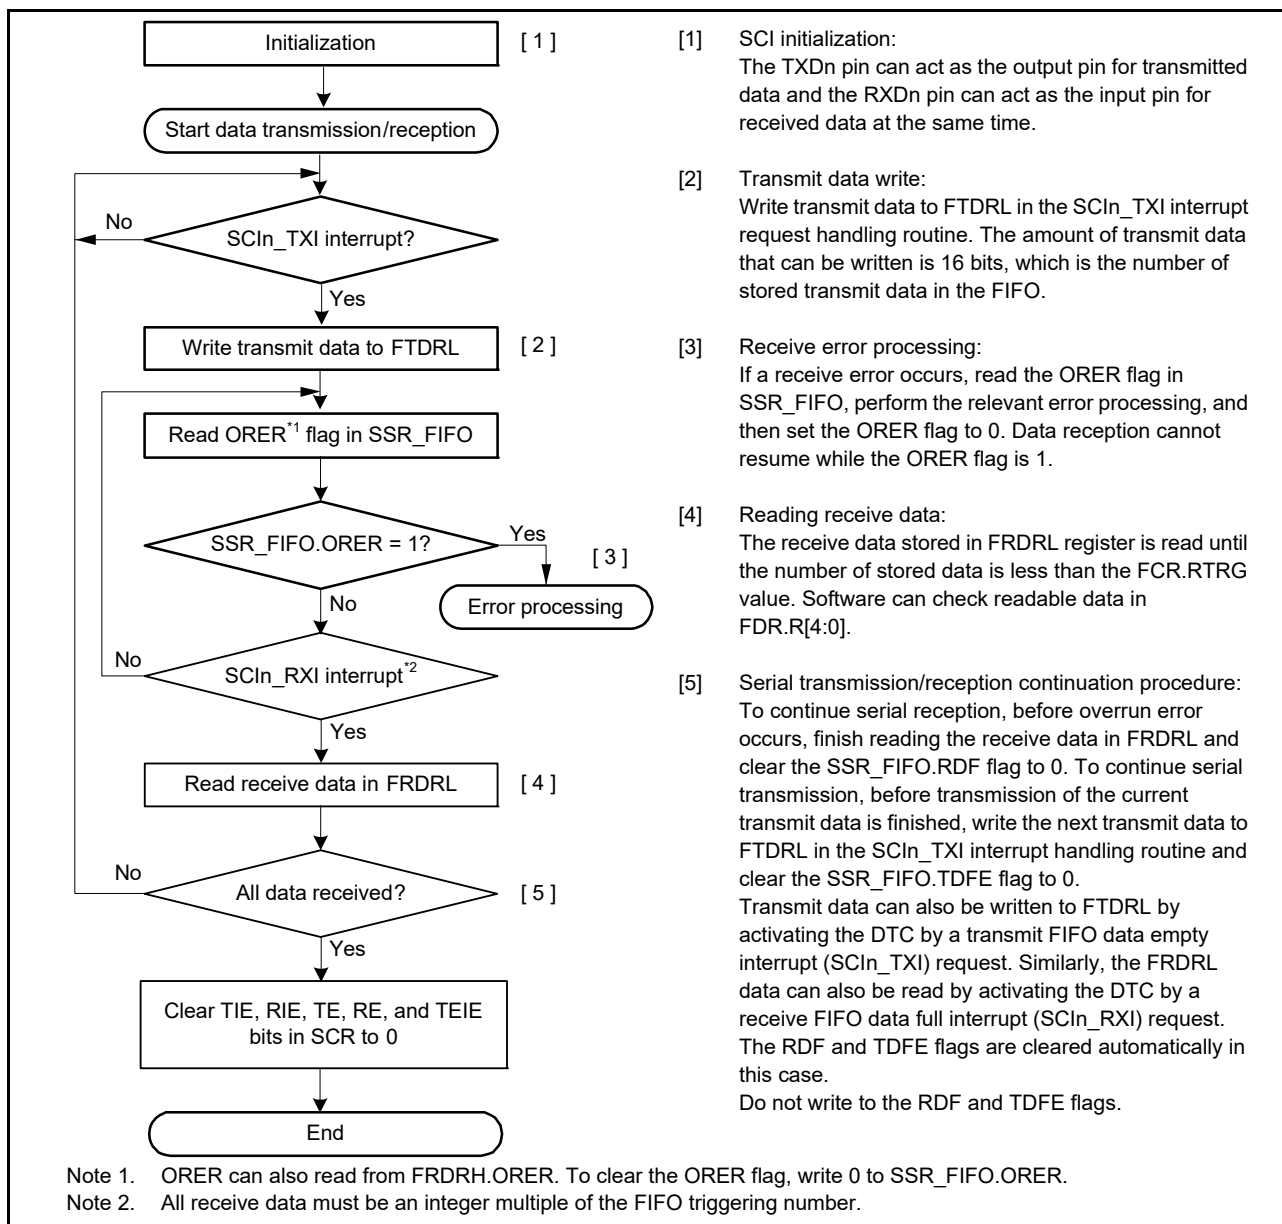 Initialization
[ 1 ]
Start data transmission/reception
No
SCIn_TXI interrupt?
Yes
Write transmit data to FTDRL
[ 2 ]
Read ORER*1 flag in SSR_FIFO
SSR_FIFO.ORER = 1?
Yes
[ 3 ]
Error processing
No
No
SCIn_RXI interrupt*2
Yes
Read receive data in FRDRL
[ 4 ]
No
All data received?
[ 5 ]
Yes
Clear TIE, RIE, TE, RE, and TEIE
bits in SCR to 0
End
[1] SCI initialization:
The TXDn pin can act as the output pin for transmitted
data and the RXDn pin can act as the input pin for
received data at the same time.
[2] Transmit data write:
Write transmit data to FTDRL in the SCIn_TXI interrupt
request handling routine. The amount of transmit data
that can be written is 16 bits, which is the number of
stored transmit data in the FIFO.
[3] Receive error processing:
If a receive error occurs, read the ORER flag in
SSR_FIFO, perform the relevant error processing, and
then set the ORER flag to 0. Data reception cannot
resume while the ORER flag is 1.
[4] Reading receive data:
The receive data stored in FRDRL register is read until
the number of stored data is less than the FCR.RTRG
value. Software can check readable data in
FDR.R[4:0].
[5] Serial transmission/reception continuation procedure:
To continue serial reception, before overrun error
occurs, finish reading the receive data in FRDRL and
clear the SSR_FIFO.RDF flag to 0. To continue serial
transmission, before transmission of the current
transmit data is finished, write the next transmit data to
FTDRL in the SCIn_TXI interrupt handling routine and
clear the SSR_FIFO.TDFE flag to 0.
Transmit data can also be written to FTDRL by
activating the DTC by a transmit FIFO data empty
interrupt (SCIn_TXI) request. Similarly, the FRDRL
data can also be read by activating the DTC by a
receive FIFO data full interrupt (SCIn_RXI) request.
The RDF and TDFE flags are cleared automatically in
this case.
Do not write to the RDF and TDFE flags.
Note 1. ORER can also read from FRDRH.ORER. To clear the ORER flag, write 0 to SSR_FIFO.ORER.
Note 2. All receive data must be an integer multiple of the FIFO triggering number.